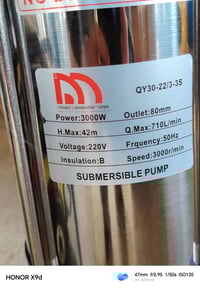 QY30-22/3-3S
Power:3000W Outlet:80mm
H.Max:42m Q.Max:710L/min
Voltage:220V Frquency:50Hz
Insulation:B Speed:3000r/min
SUBMERSIBLE PUMP
HONOR X9d
47mm f/0.95 1/50s ISO120